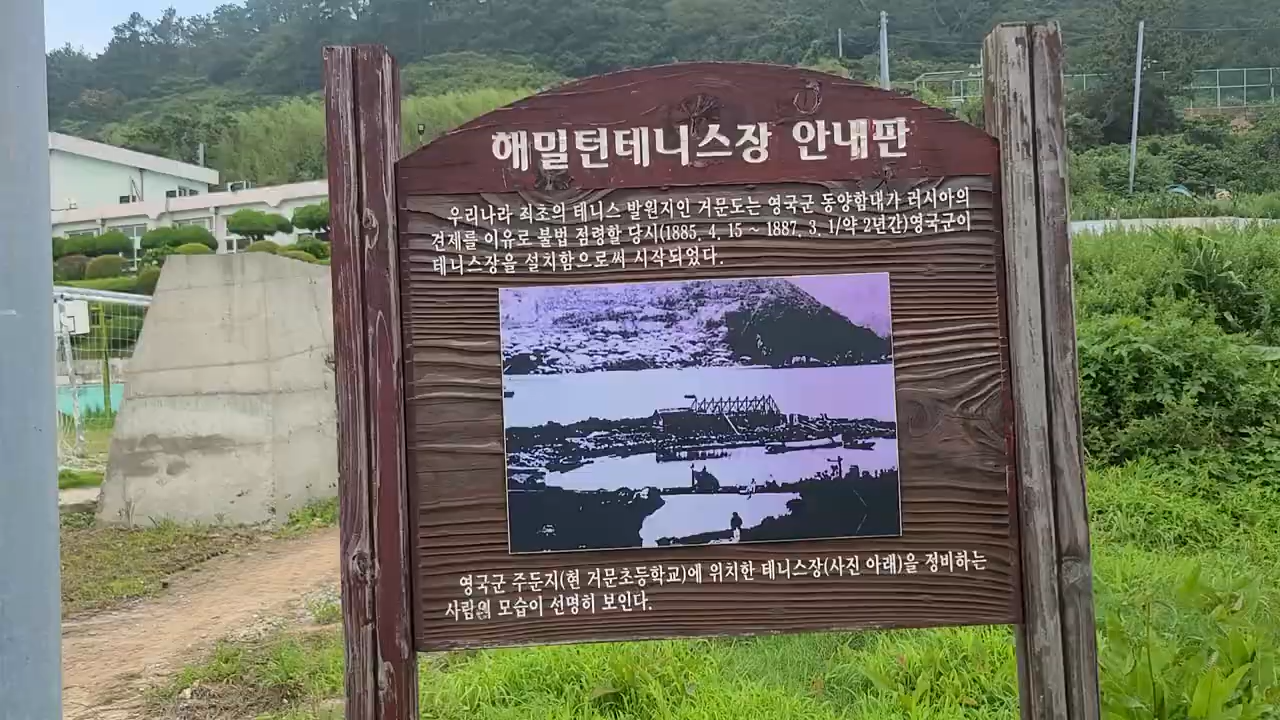 해밀턴테니스장 안내판
우리나라 최초의 테니스 발원지인 거문도는 영국군 동양함대가 러시아의
견제를 이유로 불법 점령할 당시(1885. 4. 15 ~ 1887. 3. 1/약 2년간)영국군이
테니스장을 설치함으로써 시작되었다.
영국군 주둔지(현 거문초등학교)에 위치한 테니스장(사진 아래)을 정비하는
사람의 모습이 선명히 보인다.